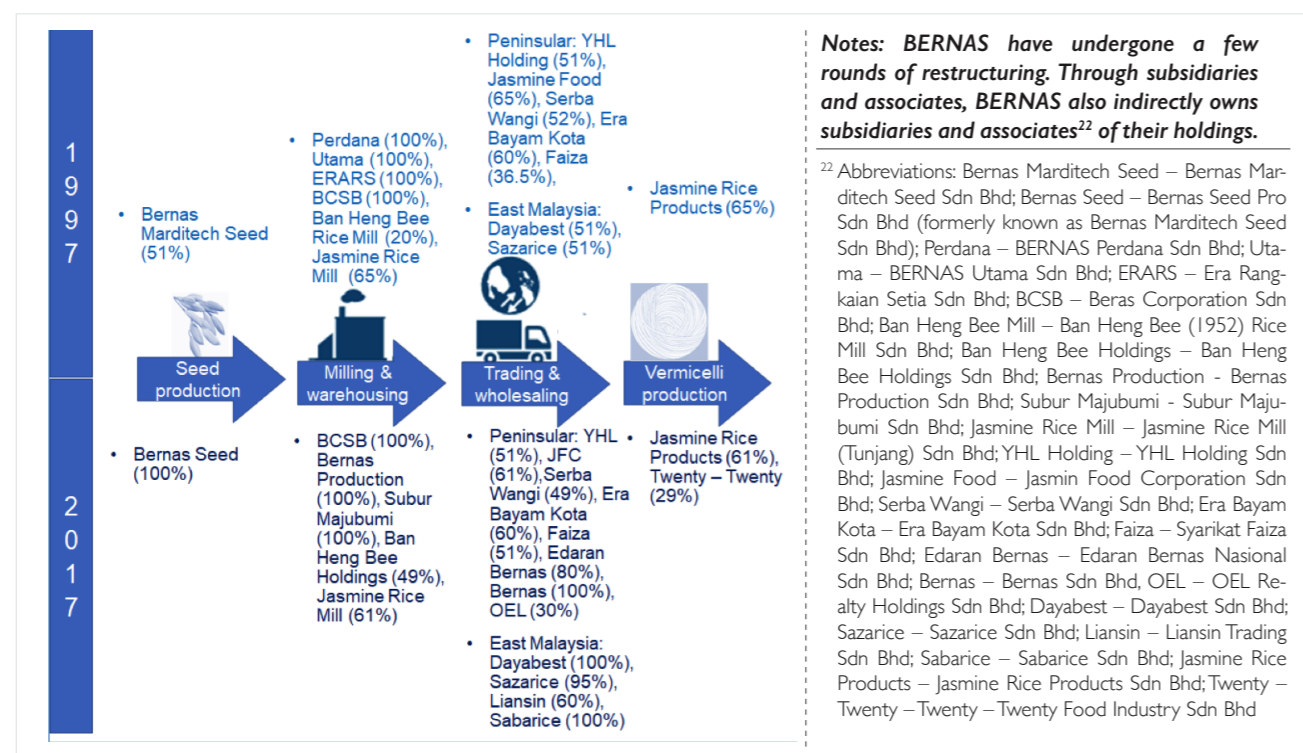 1
9
9
7
• Bernas
Marditech Seed
(51%)
• Perdana (100%),
Utama (100%),
ERARS (100%),
BCSB (100%),
Ban Heng Bee
Rice Mill (20%),
Jasmine Rice
Mill (65%)
• Peninsular: YHL
Holding (51%),
Jasmine Food
(65%), Serba
Wangi (52%), Era
Bayam Kota
(60%), Faiza
(36.5%),
• East Malaysia:
Dayabest (51%),
Sazarice (51%)
• Jasmine Rice
Products (65%)
Seed
production
Milling &
warehousing
Trading &
wholesaling
Vermicelli
production
2
0
1
7
• Bernas Seed
(100%)
• BCSB (100%),
Bernas
Production
(100%), Subur
Majubumi
(100%), Ban
Heng Bee
Holdings (49%),
Jasmine Rice
Mill (61%)
• Peninsular: YHL
(51%), JFC
(61%),Serba
Wangi (49%), Era
Bayam Kota
(60%), Faiza
(51%), Edaran
Bernas (80%),
Bernas (100%),
OEL (30%)
• East Malaysia:
Dayabest (100%),
Sazarice (95%),
Liansin (60%),
Sabarice (100%)
• Jasmine Rice
Products (61%),
Twenty – Twenty
(29%)
Notes: BERNAS have undergone a few
rounds of restructuring. Through subsidiaries
and associates, BERNAS also indirectly owns
subsidiaries and associates22 of their holdings.
22 Abbreviations: Bernas Marditech Seed – Bernas Mar-
ditech Seed Sdn Bhd; Bernas Seed – Bernas Seed Pro
Sdn Bhd (formerly known as Bernas Marditech Seed
Sdn Bhd); Perdana – BERNAS Perdana Sdn Bhd; Uta-
ma – BERNAS Utama Sdn Bhd; ERARS – Era Rang-
kaian Setia Sdn Bhd; BCSB – Beras Corporation Sdn
Bhd; Ban Heng Bee Mill – Ban Heng Bee (1952) Rice
Mill Sdn Bhd; Ban Heng Bee Holdings – Ban Heng
Bee Holdings Sdn Bhd; Bernas Production - Bernas
Production Sdn Bhd; Subur Majubumi - Subur Maju-
bumi Sdn Bhd; Jasmine Rice Mill – Jasmine Rice Mill
(Tunjang) Sdn Bhd; YHL Holding – YHL Holding Sdn
Bhd; Jasmine Food – Jasmin Food Corporation Sdn
Bhd; Serba Wangi – Serba Wangi Sdn Bhd; Era Bayam
Kota – Era Bayam Kota Sdn Bhd; Faiza – Syarikat Faiza
Sdn Bhd; Edaran Bernas – Edaran Bernas Nasional
Sdn Bhd; Bernas – Bernas Sdn Bhd, OEL – OEL Re-
alty Holdings Sdn Bhd; Dayabest – Dayabest Sdn Bhd;
Sazarice – Sazarice Sdn Bhd; Liansin – Liansin Trading
Sdn Bhd; Sabarice – Sabarice Sdn Bhd; Jasmine Rice
Products – Jasmine Rice Products Sdn Bhd; Twenty –
Twenty – Twenty – Twenty Food Industry Sdn Bhd